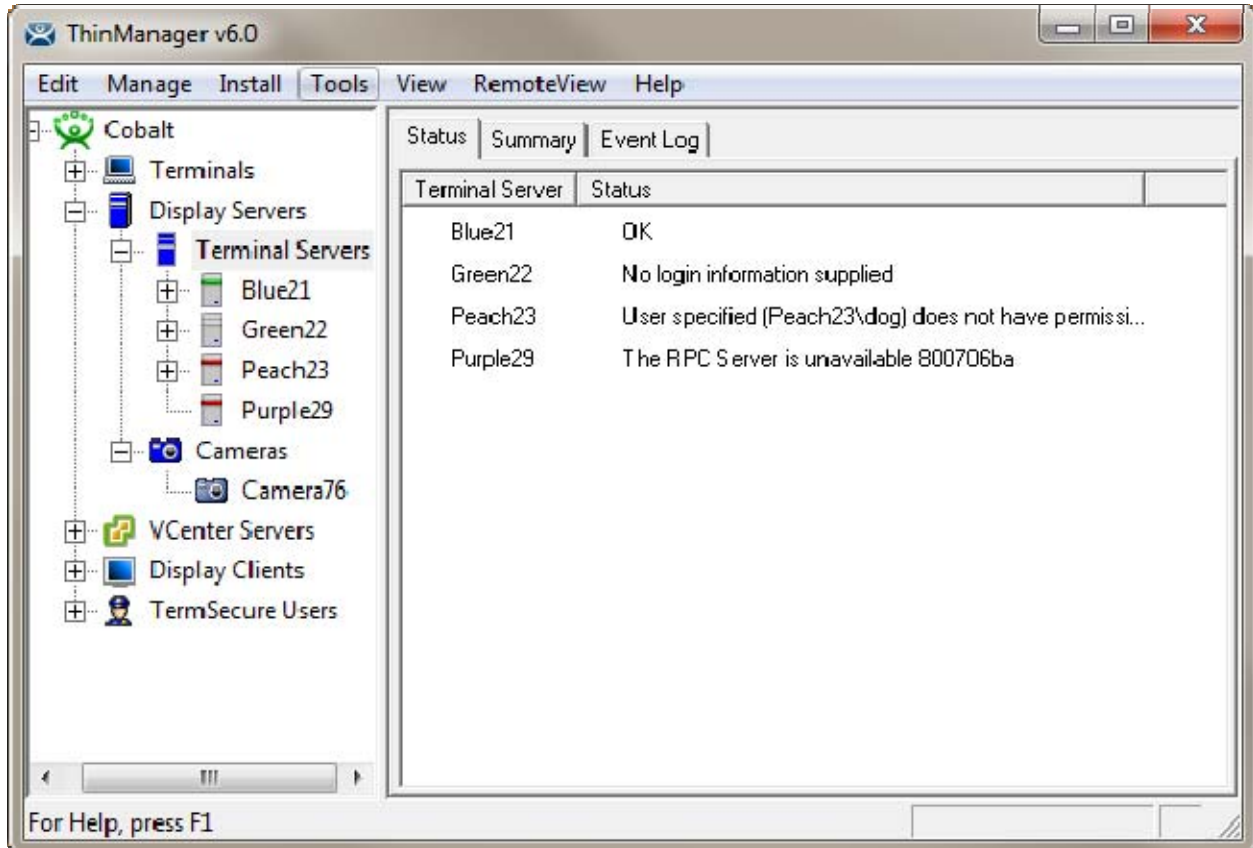 ThinManager v6.0
Edit Manage Install Tools View RemoteView Help
Cobalt
Terminals
Display Servers
Terminal Servers
Blue21
Green22
Peach23
Purple29
Cameras
Camera76
VCenter Servers
Display Clients
TermSecure Users
Status Summary Event Log
Terminal Server Status
Blue21 OK
Green22 No login information supplied
Peach23 User specified (Peach23\dog) does not have permissi...
Purple29 The RPC Server is unavailable 800706ba
For Help, press F1